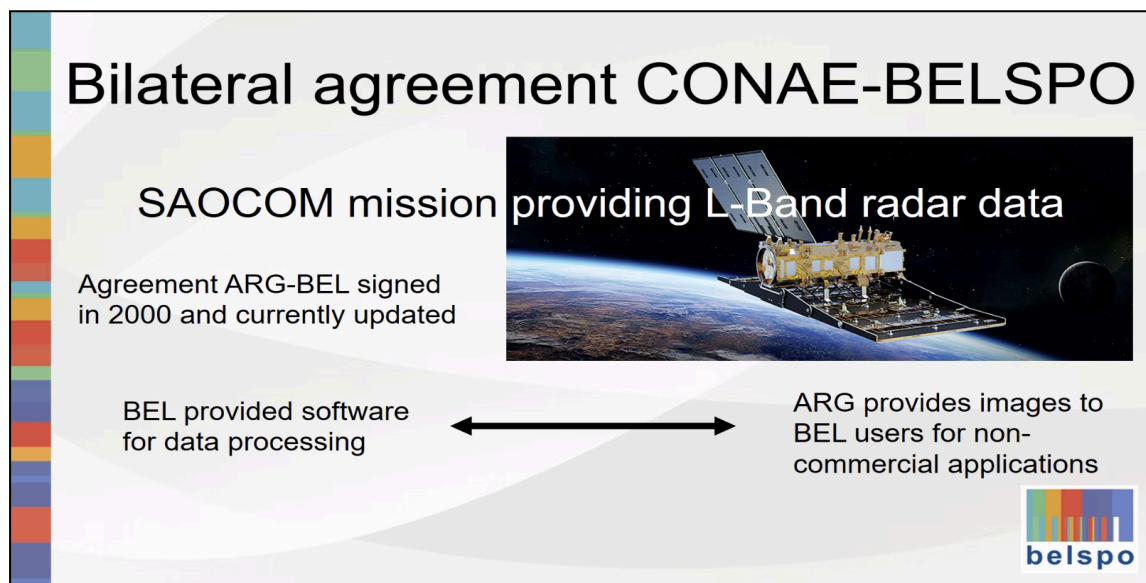 Bilateral agreement CONAE-BELSPO
SAOCOM mission providing L-Band radar data
Agreement ARG-BEL signed
in 2000 and currently updated
BEL provided software
for data processing
ARG provides images to
BEL users for non-
commercial applications
belspo